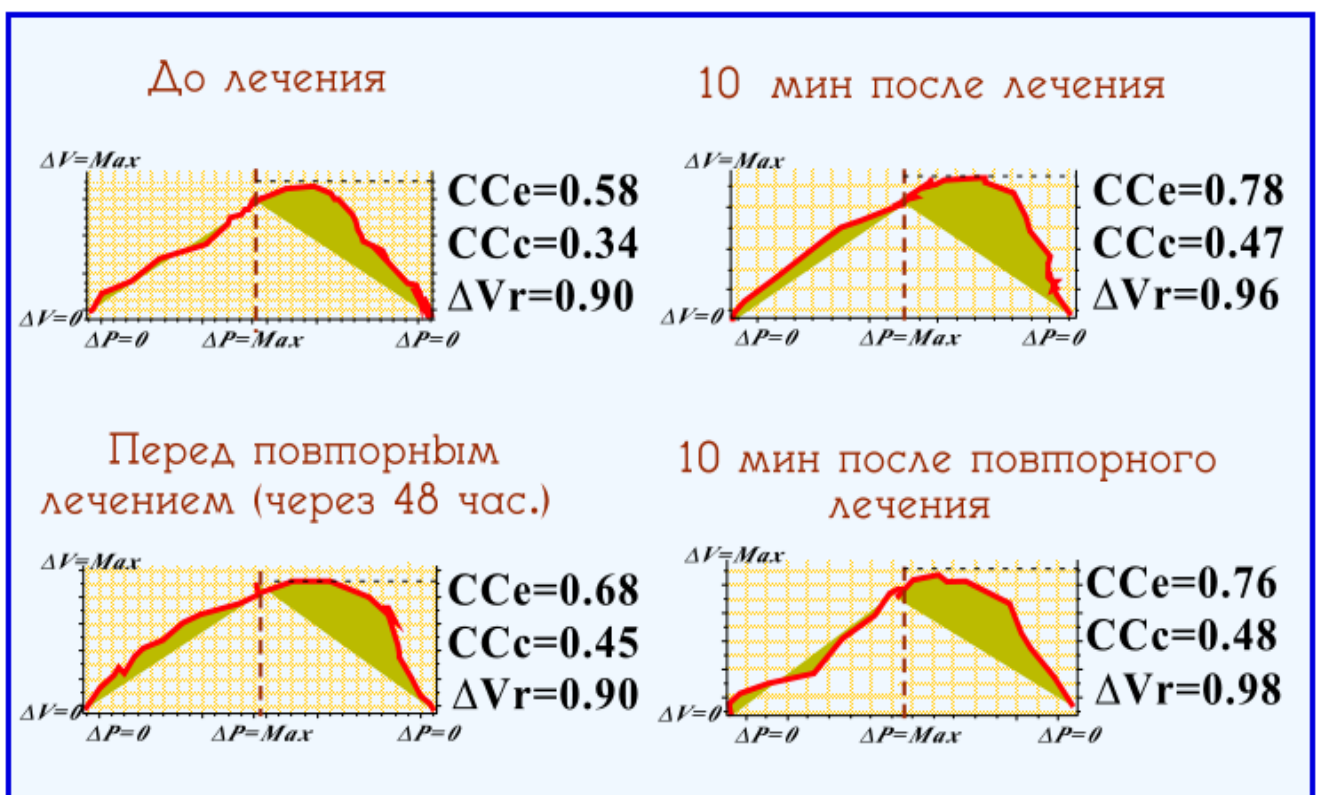 До лечения
ΔV=Max
CCe=0.58
CCc=0.34
ΔVr=0.90
ΔV=0
ΔP=0 ΔP=Max ΔP=0
10 мин после лечения
ΔV=Max
CCe=0.78
CCc=0.47
ΔVr=0.96
ΔV=0
ΔP=0 ΔP=Max ΔP=0
Перед повторным
лечением (через 48 час.)
ΔV=Max
CCe=0.68
CCc=0.45
ΔVr=0.90
ΔV=0
ΔP=0 ΔP=Max ΔP=0
10 мин после повторного
лечения
ΔV=Max
CCe=0.76
CCc=0.48
ΔVr=0.98
ΔV=0
ΔP=0 ΔP=Max ΔP=0